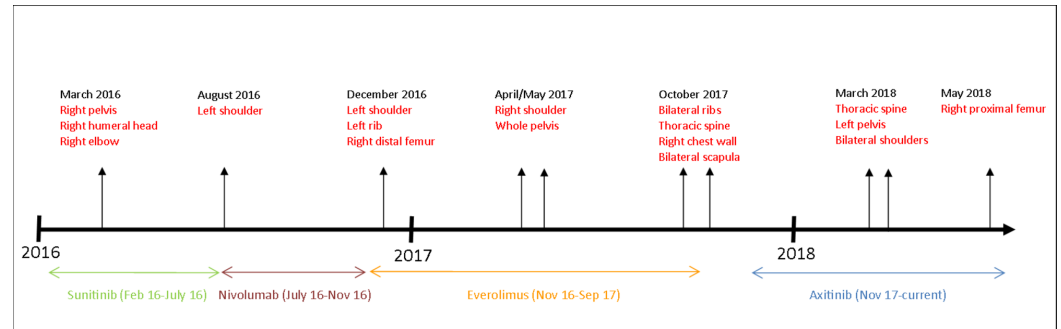 March 2016
Right pelvis
Right humeral head
Right elbow
August 2016
Left shoulder
December 2016
Left shoulder
Left rib
Right distal femur
April/May 2017
Right shoulder
Whole pelvis
October 2017
Bilateral ribs
Thoracic spine
Right chest wall
Bilateral scapula
March 2018
Thoracic spine
Left pelvis
Bilateral shoulders
May 2018
Right proximal femur
2016
2017
2018
Sunitinib (Feb 16-July 16)
Nivolumab (July 16-Nov 16)
Everolimus (Nov 16-Sep 17)
Axitinib (Nov 17-current)